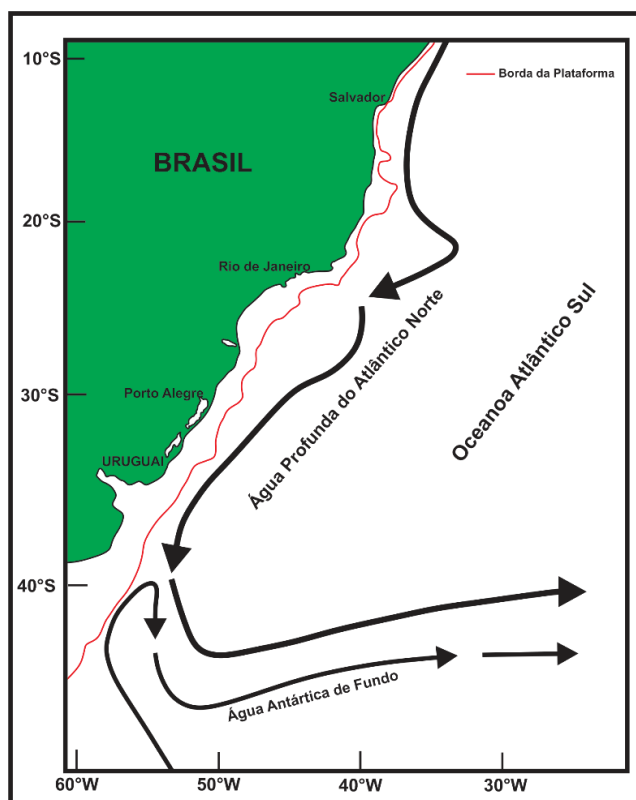 10°S
Borda da Plataforma
Salvador
BRASIL
20°S
Rio de Janeiro
Água Profunda do Atlântico Norte
Oceanoa Atlântico Sul
30°S
Porto Alegre
URUGUAI
40°S
Água Antártica de Fundo
60°W
50°W
40°W
30°W